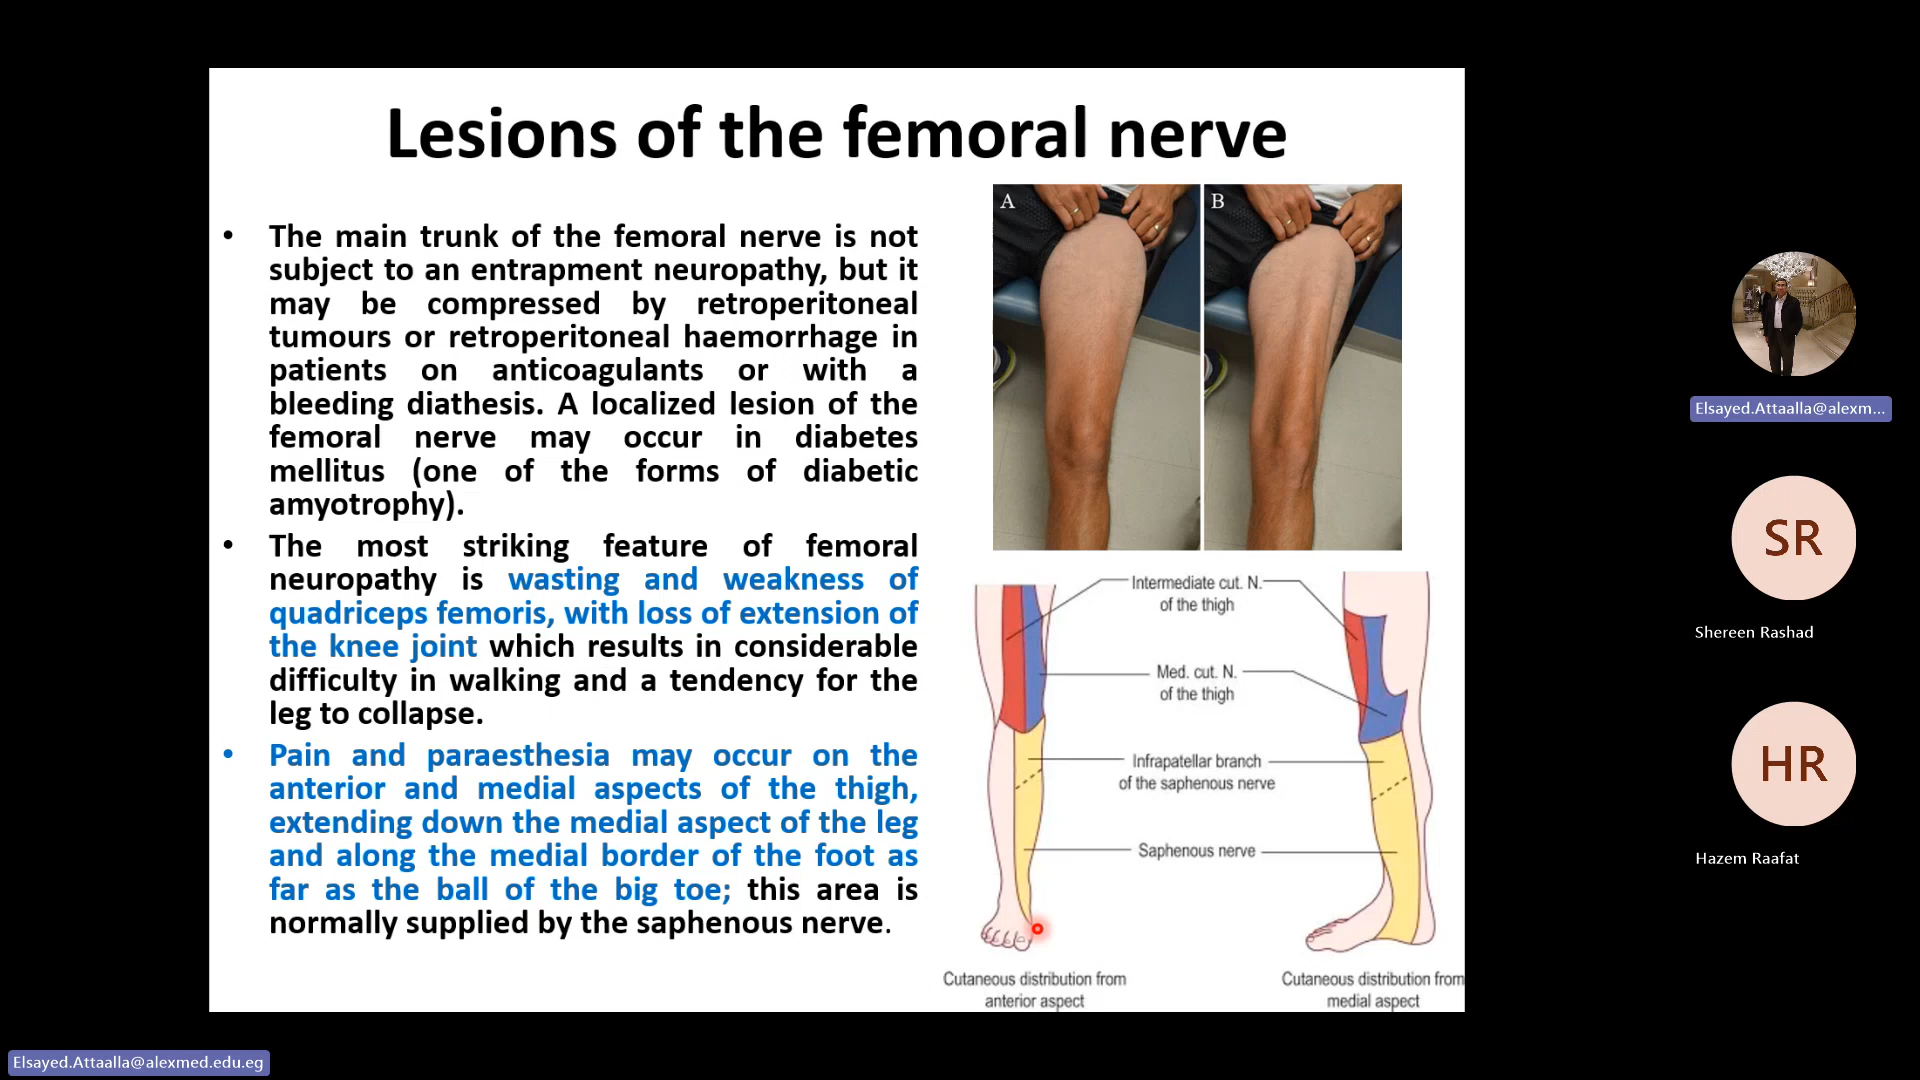 Lesions of the femoral nerve
• The main trunk of the femoral nerve is not
subject to an entrapment neuropathy, but it
may be compressed by retroperitoneal
tumours or retroperitoneal haemorrhage in
patients on anticoagulants or with a
bleeding diathesis. A localized lesion of the
femoral nerve may occur in diabetes
mellitus (one of the forms of diabetic
amyotrophy).
• The most striking feature of femoral
neuropathy is wasting and weakness of
quadriceps femoris, with loss of extension of
the knee joint which results in considerable
difficulty in walking and a tendency for the
leg to collapse.
• Pain and paraesthesia may occur on the
anterior and medial aspects of the thigh,
extending down the medial aspect of the leg
and along the medial border of the foot as
far as the ball of the big toe; this area is
normally supplied by the saphenous nerve.
A
B
Intermediate cut. N.
of the thigh
Med. cut. N.
of the thigh
Infrapatellar branch
of the saphenous nerve
Saphenous nerve
Cutaneous distribution from
anterior aspect
Cutaneous distribution from
medial aspect
Elsayed.Attaalla@alexm...
SR
Shereen Rashad
HR
Hazem Raafat
Elsayed.Attaalla@alexmed.edu.eg